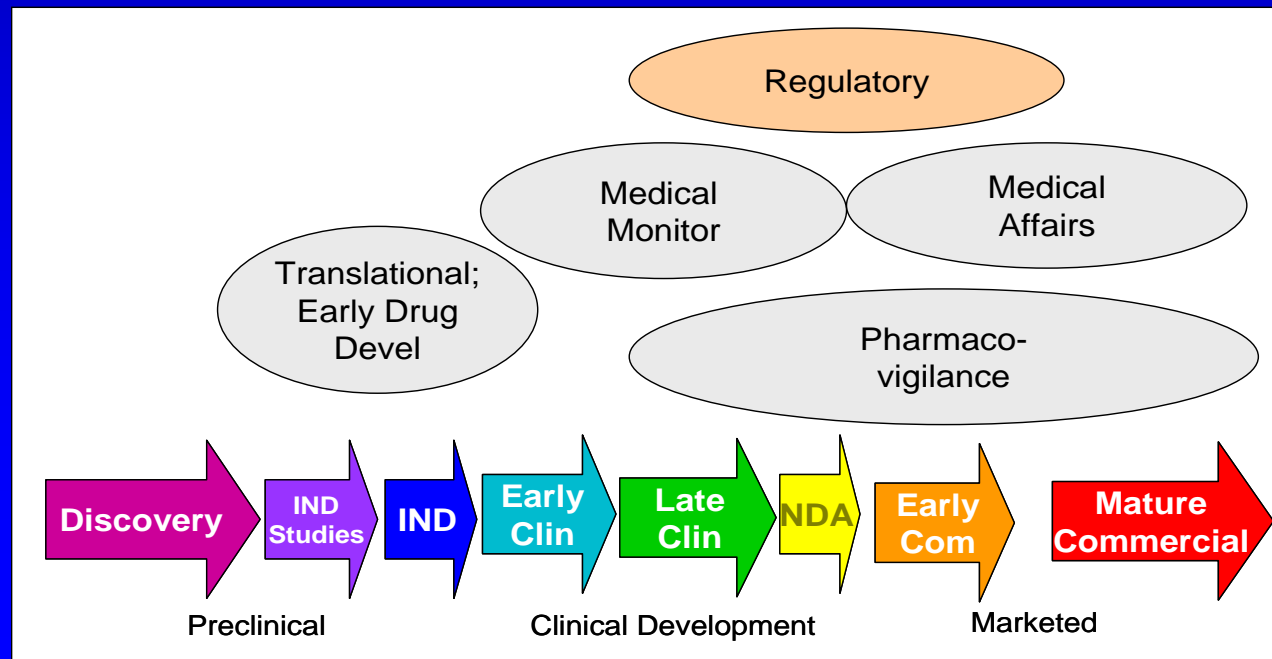 Regulatory
Medical
Monitor
Medical
Affairs
Translational;
Early Drug
Devel
Pharmaco-
vigilance
Discovery
IND
Studies
IND
Early
Clin
Late
Clin
NDA
Early
Com
Mature
Commercial
Preclinical
Clinical Development
Marketed